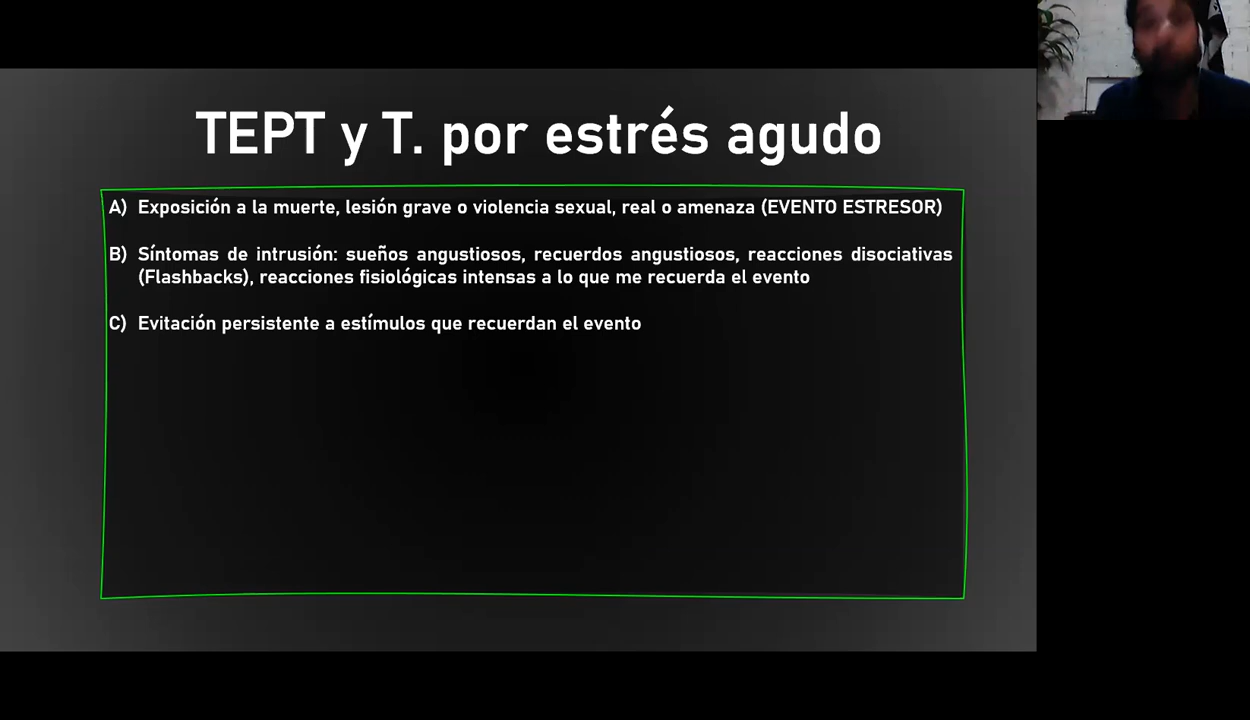 TEPT y T. por estrés agudo
A) Exposición a la muerte, lesión grave o violencia sexual, real o amenaza (EVENTO ESTRESOR)
B) Síntomas de intrusión: sueños angustiosos, recuerdos angustiosos, reacciones disociativas
(Flashbacks), reacciones fisiológicas intensas a lo que me recuerda el evento
C) Evitación persistente a estímulos que recuerdan el evento